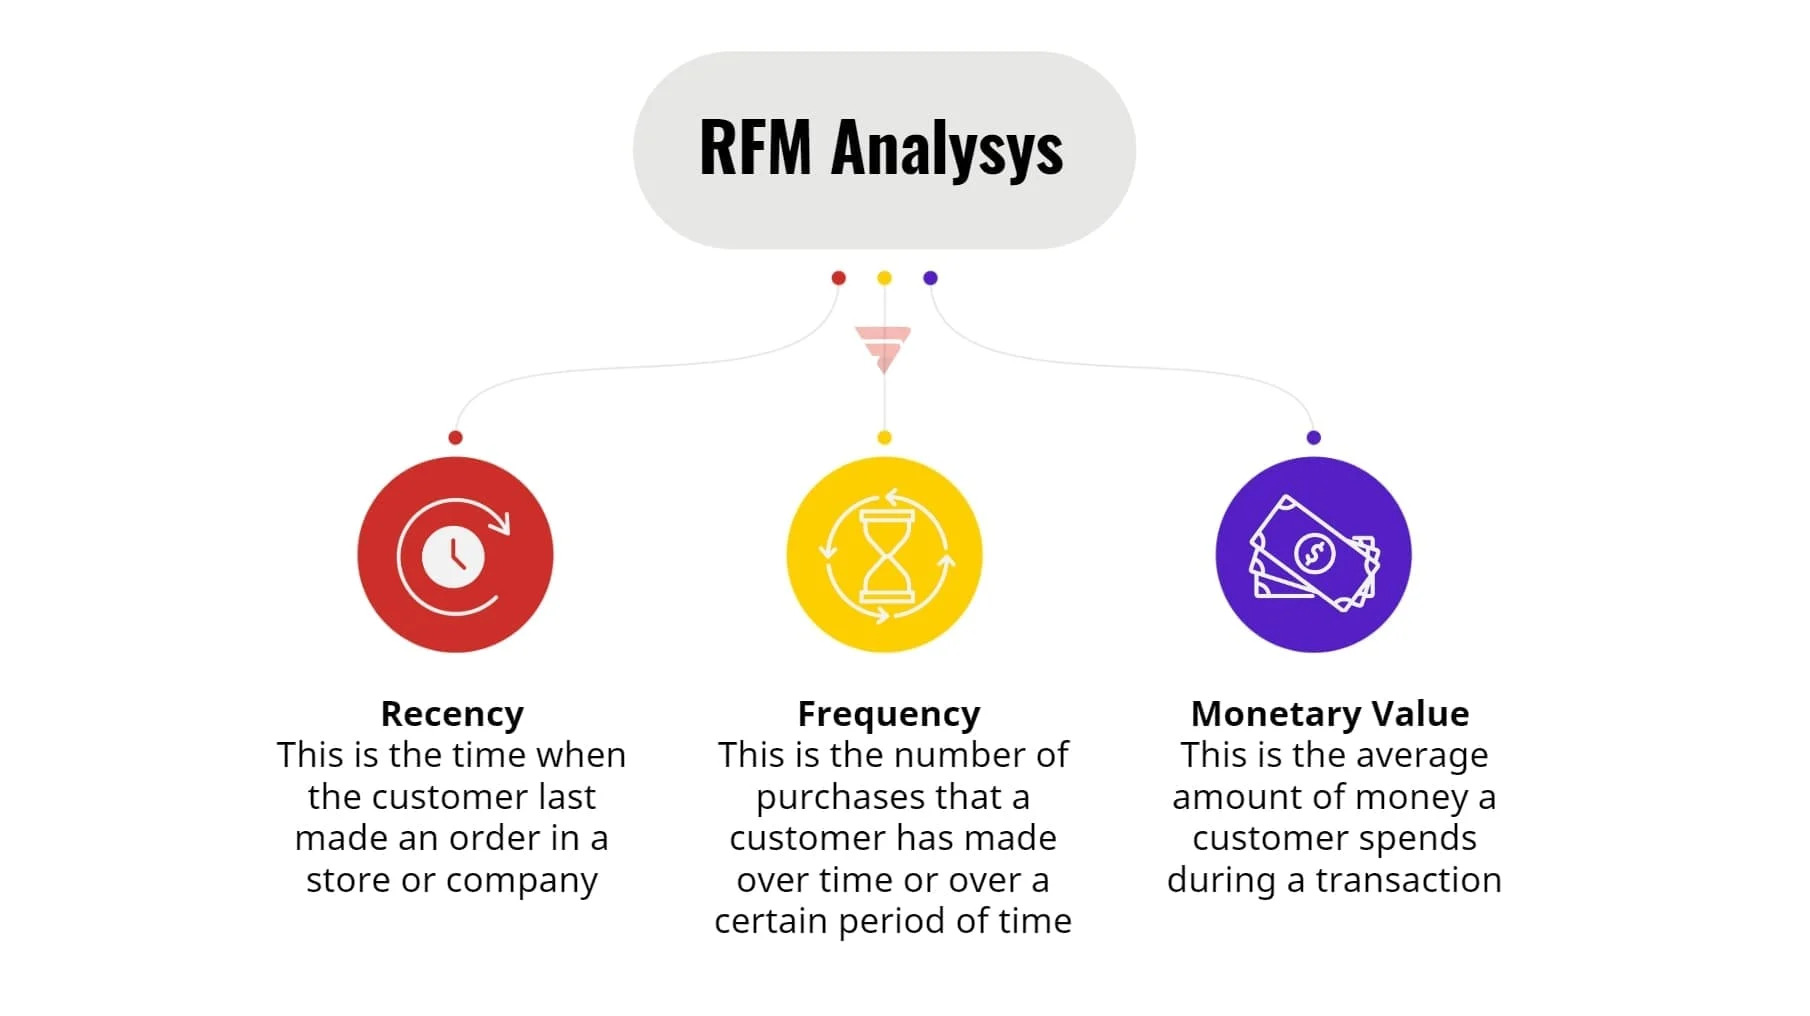 RFM Analysys
Recency
This is the time when
the customer last
made an order in a
store or company
Frequency
This is the number of
purchases that a
customer has made
over time or over a
certain period of time
Monetary Value
This is the average
amount of money a
customer spends
during a transaction